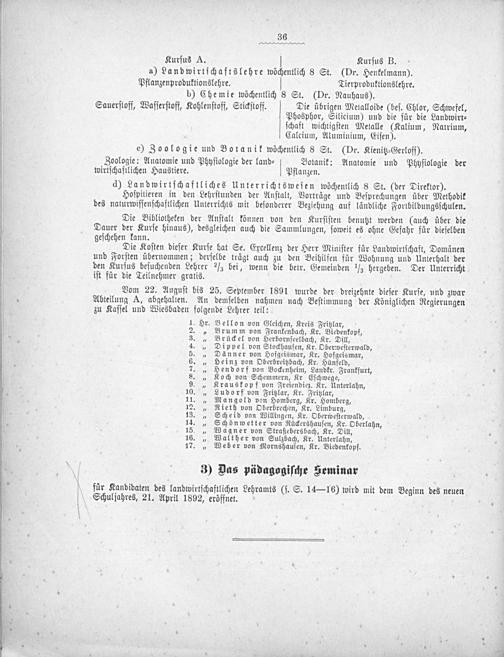 36
Kursus A. Kursus B.
a) Landwirtschaftslehre wöchentlich 8 St. (Dr. Henkelmann).
Pflanzenproduktionslehre. Tierproduktionslehre.
b) Chemie wöchentlich 8 St. (Dr. Nauhaus).
Sauerstoff, Wasserstoff, Kohlenstoff, Stickstoff. Die übrigen Metalloide (bes. Chlor, Schwefel,
Phosphor, Silicium) und die für die Landwirt-
schaft wichtigsten Metalle (Kalium, Natrium,
Calcium, Aluminium, Eisen).
c) Zoologie und Botanik wöchentlich 8 St. (Dr. Kienitz-Gerloff).
Zoologie: Anatomie und Physiologie der land- Botanik: Anatomie und Physiologie der
wirtschaftlichen Haustiere. Pflanzen.
d) Landwirtschaftliches Unterrichtswesen wöchentlich 8 St. (der Direktor).
Hospitieren in den Lehrstunden der Anstalt, Vorträge und Besprechungen über Methodik
des naturwissenschaftlichen Unterrichts mit besonderer Beziehung auf ländliche Fortbildungsschulen.
Die Bibliotheken der Anstalt können von den Kursisten benutzt werden (auch über die
Dauer der Kurse hinaus), desgleichen auch die Sammlungen, soweit es ohne Gefahr für dieselben
geschehen kann.
Die Kosten dieser Kurse hat Se. Excellenz der Herr Minister für Landwirtschaft, Domänen
und Forsten übernommen; derselbe trägt auch zu den Beihilfen für Wohnung und Unterhalt der
den Kursus besuchenden Lehrer 2/3 bei, wenn die betr. Gemeinden 1/3 hergeben. Der Unterricht
ist für die Teilnehmer gratis.
Vom 22. August bis 25. September 1891 wurde der dreizehnte dieser Kurse, und zwar
Abteilung A, abgehalten. An demselben nahmen nach Bestimmung der Königlichen Regierungen
zu Kassel und Wiesbaden folgende Lehrer teil:
1. Hr. Bellon von Gleichen, Kreis Fritzlar,
2. „ Brumm von Frankenbach, Kr. Biedenkopf,
3. „ Brückel von Herbornseelbach, Kr. Dill,
4. „ Dippel von Stockhausen, Kr. Oberwesterwald,
5. „ Dänner von Hofgeismar, Kr. Hofgeismar,
6. „ Heinz von Oberbreitzbach, Kr. Hünfeld,
7. „ Hendorf von Bockenheim, Landkr. Frankfurt,
8. „ Koch von Schemmern, Kr. Eschwege,
9. „ Krauskopf von Freiendiez, Kr. Unterlahn,
10. „ Ludorf von Fritzlar, Kr. Fritzlar,
11. „ Mangold von Homberg, Kr. Homberg,
12. „ Rieth von Oberbrechen, Kr. Limburg,
13. „ Scheid von Willingen, Kr. Oberwesterwald,
14. „ Schönwetter von Rückershausen, Kr. Oberlahn,
15. „ Wagner von Straßebersbach, Kr. Dill,
16. „ Walther von Sulzbach, Kr. Unterlahn,
17. „ Weber von Mornshausen, Kr. Biedenkopf.
3) Das pädagogische Seminar
für Kandidaten des landwirtschaftlichen Lehramts (s. S. 14—16) wird mit dem Beginn des neuen
Schuljahres, 21. April 1892, eröffnet.